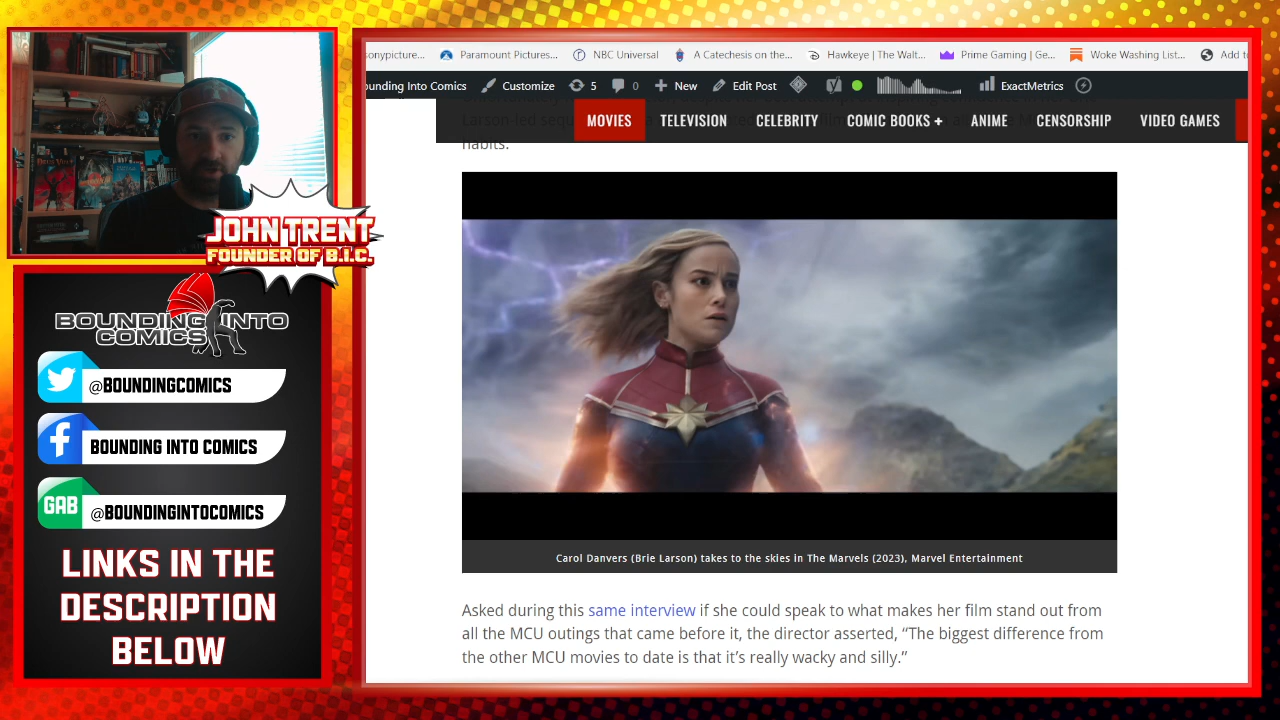 JOHN TRENT
FOUNDER OF B.I.C.
BOUNDING INTO
COMICS
@BOUNDINGCOMICS
BOUNDING INTO COMICS
GAB
@BOUNDINGINTOCOMICS
LINKS IN THE
DESCRIPTION
BELOW
sonypicture... Paramount Pictures... NBC Universal A Catechesis on the... Hawkeye | The Walt... Prime Gaming | Ge... Woke Washing List... Add t
ounding Into Comics Customize 5 0 New Edit Post ExactMetrics
MOVIES TELEVISION CELEBRITY COMIC BOOKS + ANIME CENSORSHIP VIDEO GAMES
habits.
Carol Danvers (Brie Larson) takes to the skies in The Marvels (2023), Marvel Entertainment
Asked during this same interview if she could speak to what makes her film stand out from
all the MCU outings that came before it, the director asserted, “The biggest difference from
the other MCU movies to date is that it’s really wacky and silly.”